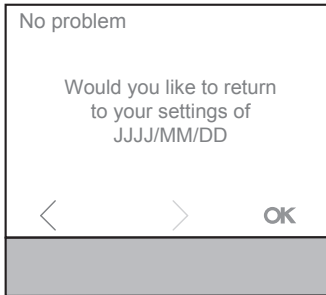 No problem
Would you like to return
to your settings of
JJJJ/MM/DD
< > OK